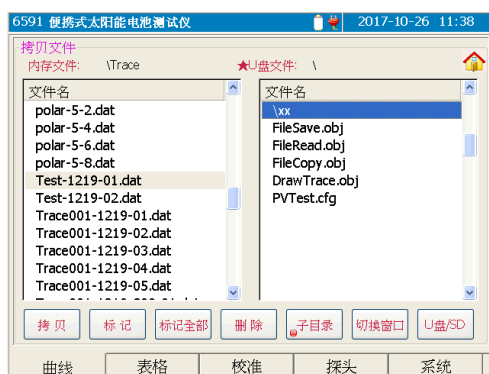 6591 便携式太阳能电池测试仪 2017-10-26 11:38
拷贝文件
内存文件: \Trace ★U盘文件: \
文件名
polar-5-2.dat
polar-5-4.dat
polar-5-6.dat
polar-5-8.dat
Test-1219-01.dat
Test-1219-02.dat
Trace001-1219-01.dat
Trace001-1219-02.dat
Trace001-1219-03.dat
Trace001-1219-04.dat
Trace001-1219-05.dat
文件名
\xx
FileSave.obj
FileRead.obj
FileCopy.obj
DrawTrace.obj
PVTest.cfg
拷贝 标记 标记全部 删除 子目录 切换窗口 U盘/SD
曲线 表格 校准 探头 系统